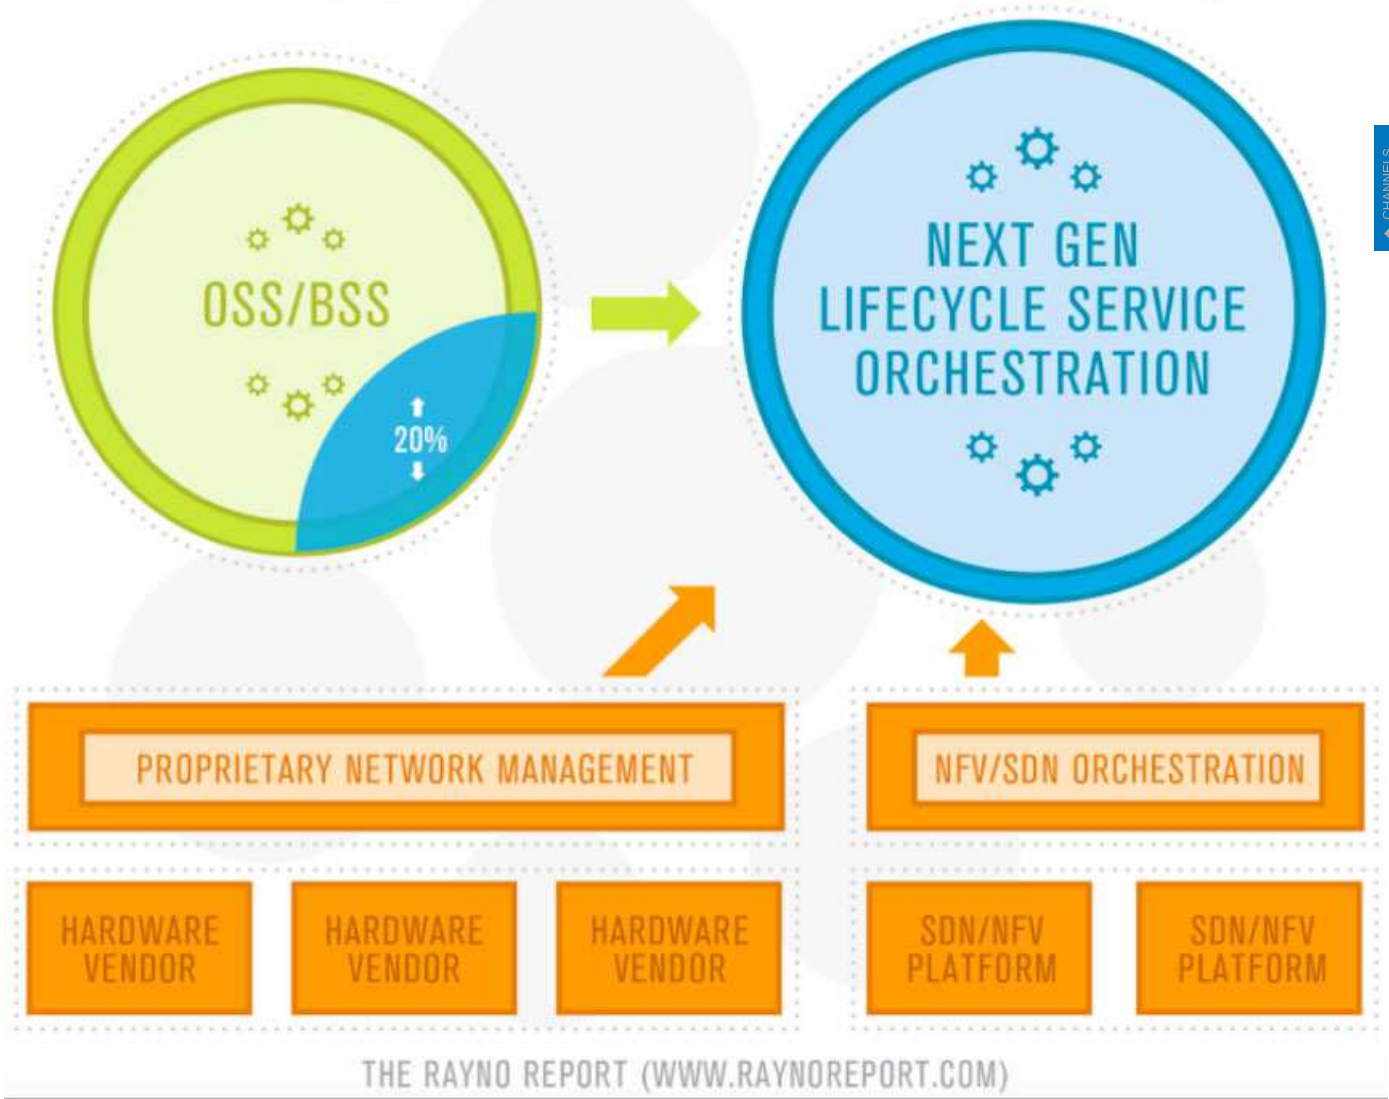 OSS/BSS
20%
NEXT GEN
LIFECYCLE SERVICE
ORCHESTRATION
CHANNELS
PROPRIETARY NETWORK MANAGEMENT
NFV/SDN ORCHESTRATION
HARDWARE
VENDOR
HARDWARE
VENDOR
HARDWARE
VENDOR
SDN/NFV
PLATFORM
SDN/NFV
PLATFORM
THE RAYNO REPORT (WWW.RAYNOREPORT.COM)